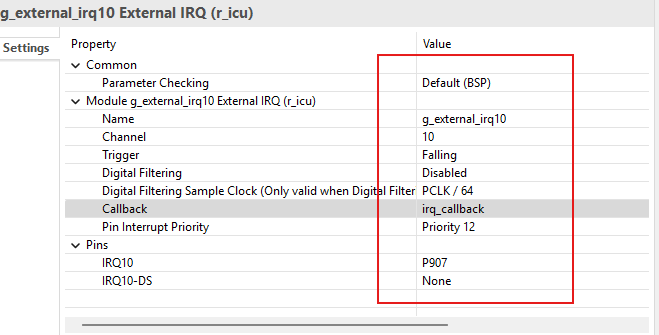 g_external_irq10 External IRQ (r_icu)
Settings
Property Value
Common
Parameter Checking Default (BSP)
Module g_external_irq10 External IRQ (r_icu)
Name g_external_irq10
Channel 10
Trigger Falling
Digital Filtering Disabled
Digital Filtering Sample Clock (Only valid when Digital Filter PCLK / 64
Callback irq_callback
Pin Interrupt Priority Priority 12
Pins
IRQ10 P907
IRQ10-DS None